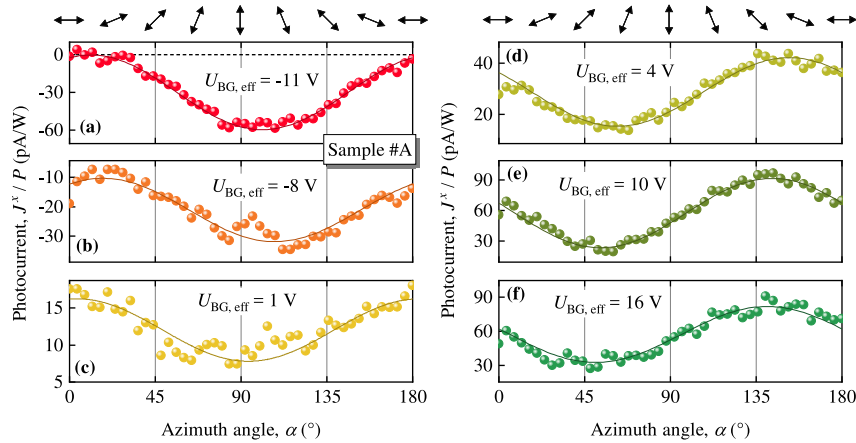 0
-30
-60
(a)
U_BG, eff = -11 V
Sample #A
-10
-20
-30
(b)
U_BG, eff = -8 V
15
10
5
(c)
U_BG, eff = 1 V
Photocurrent, J^x / P (pA/W)
0 45 90 135 180
Azimuth angle, α (°)
40
20
(d)
U_BG, eff = 4 V
90
60
30
(e)
U_BG, eff = 10 V
90
60
30
(f)
U_BG, eff = 16 V
Photocurrent, J^x / P (pA/W)
0 45 90 135 180
Azimuth angle, α (°)